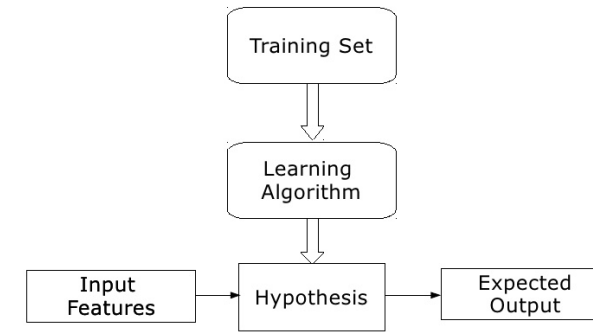 Training Set
Learning
Algorithm
Input
Features
Hypothesis
Expected
Output